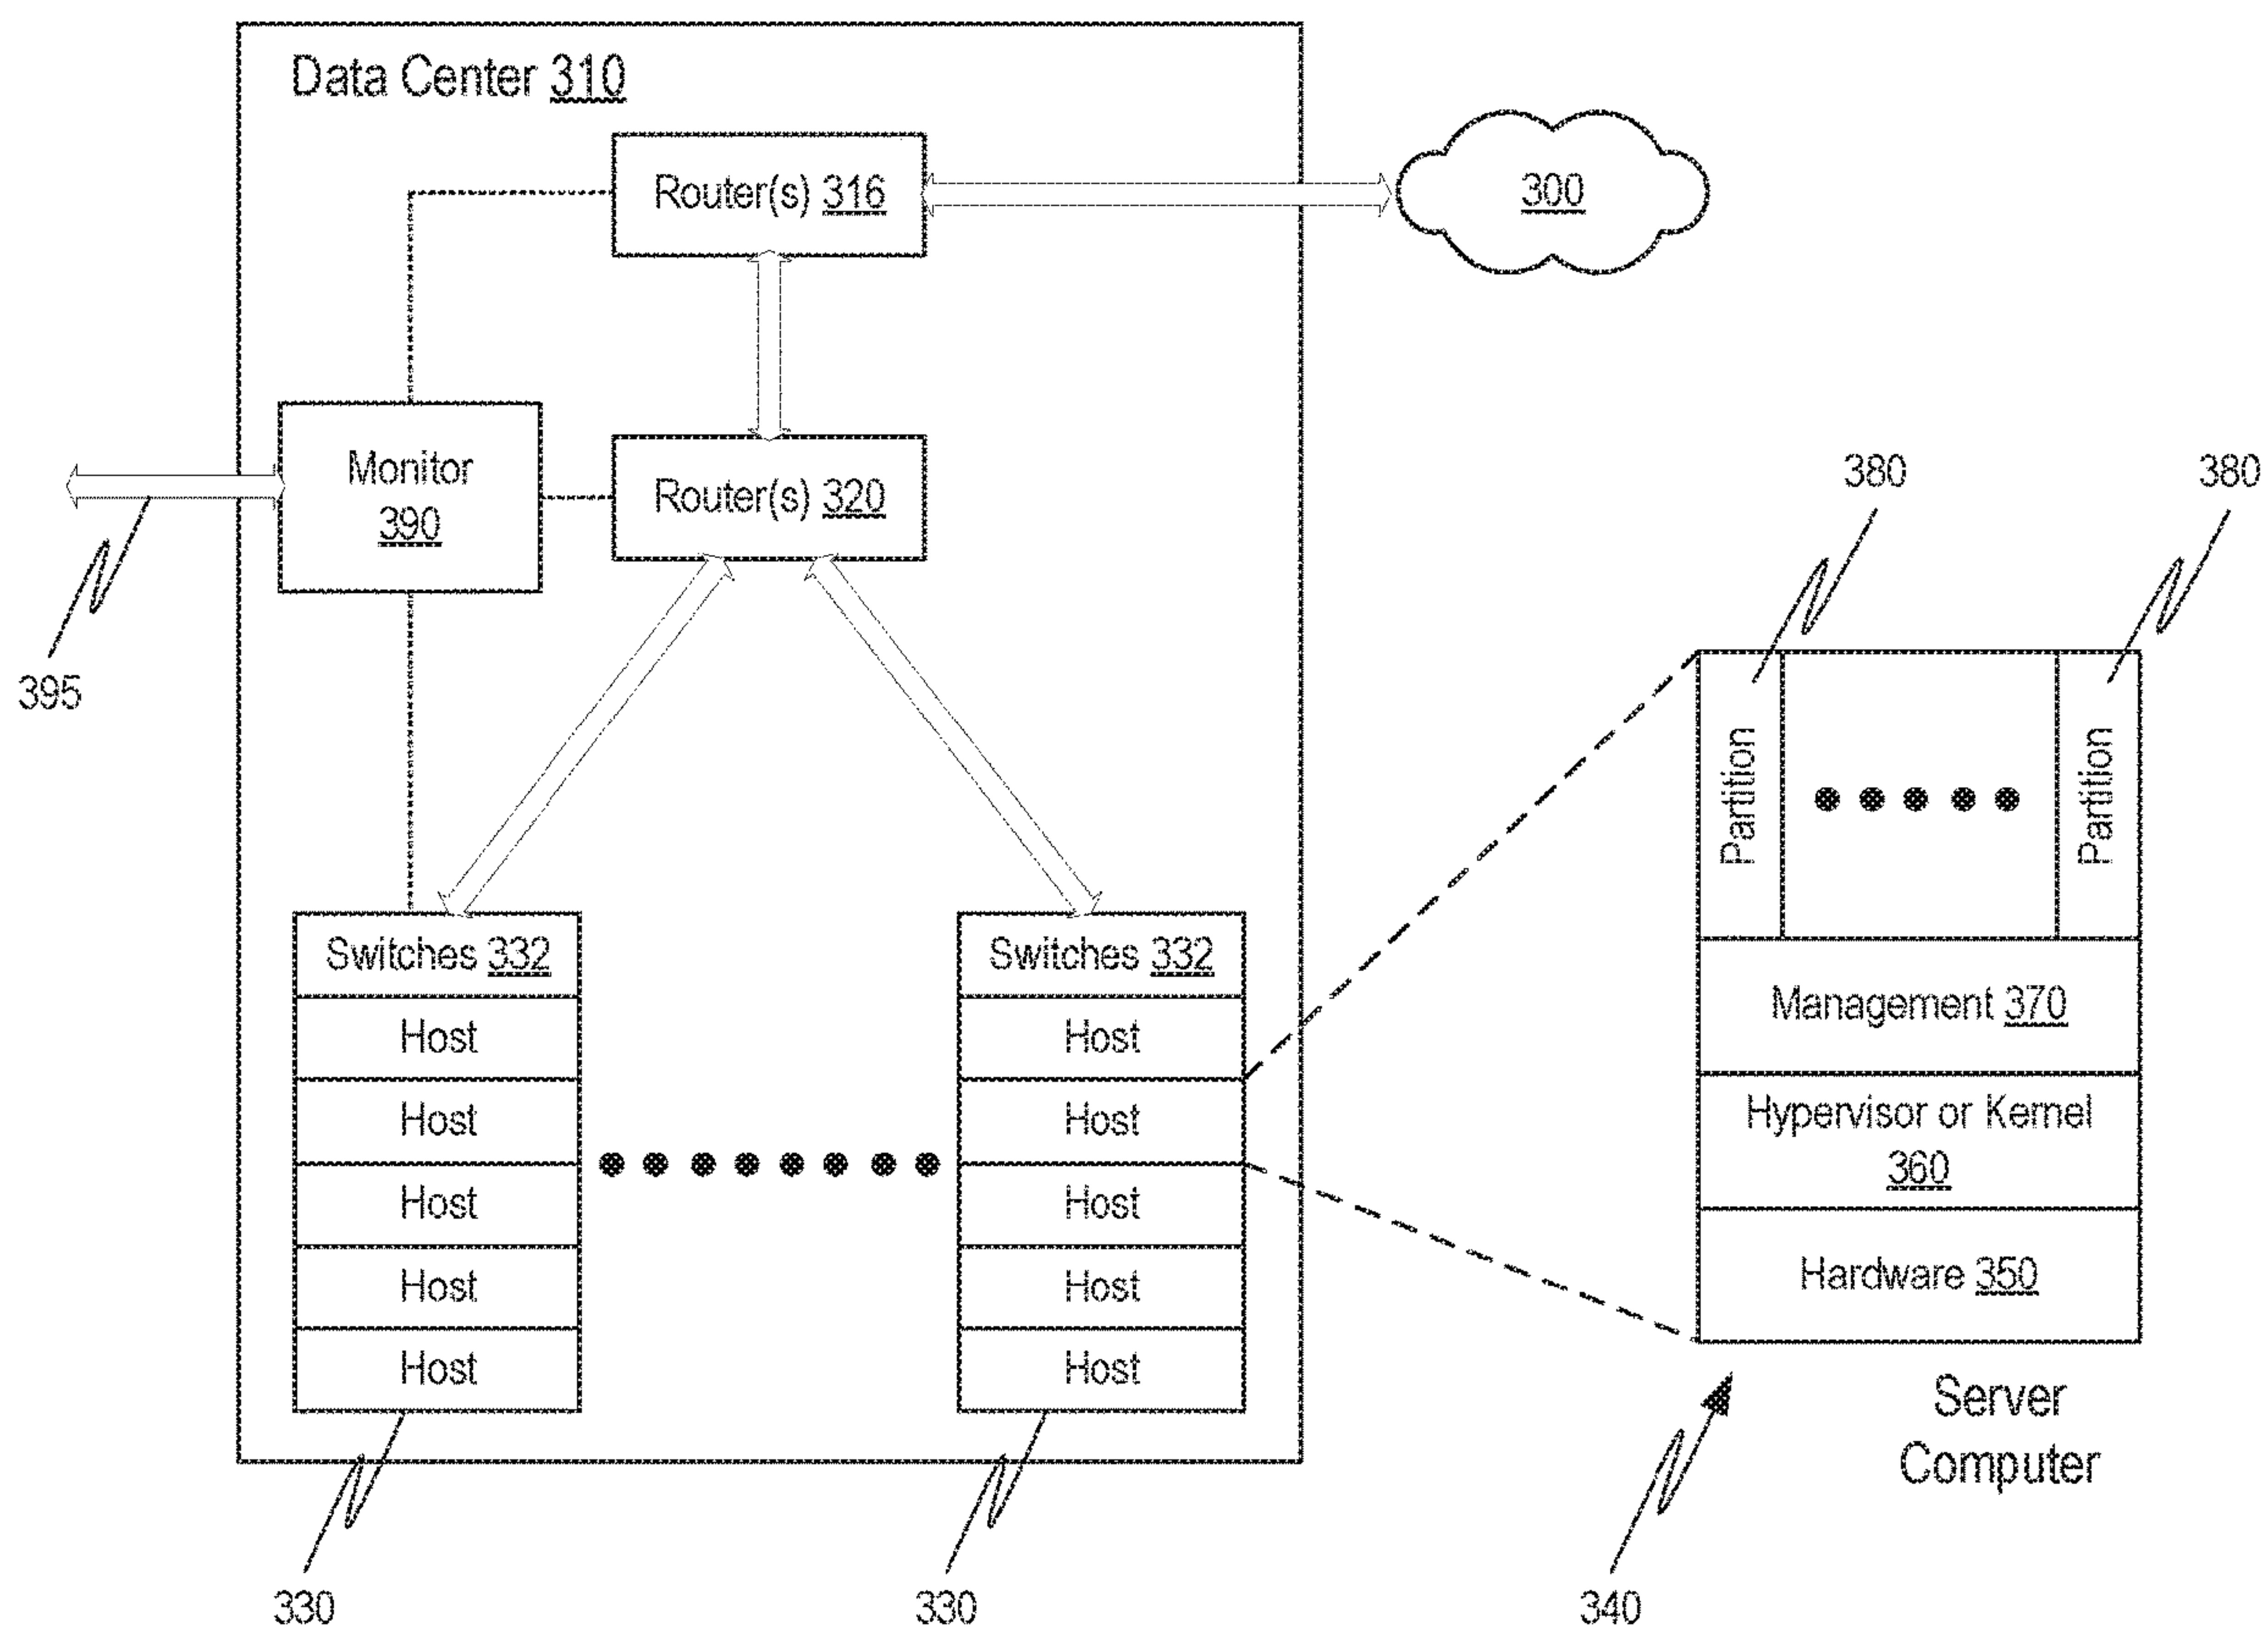 Data Center 310
Router(s) 316
300
Monitor
390
Router(s) 320
395
380
380
Partition
Partition
Switches 332
Switches 332
Host
Host
Host
Host
Host
Host
Host
Host
Host
Host
Management 370
Hypervisor or Kernel
360
Hardware 350
Server
Computer
330
330
340